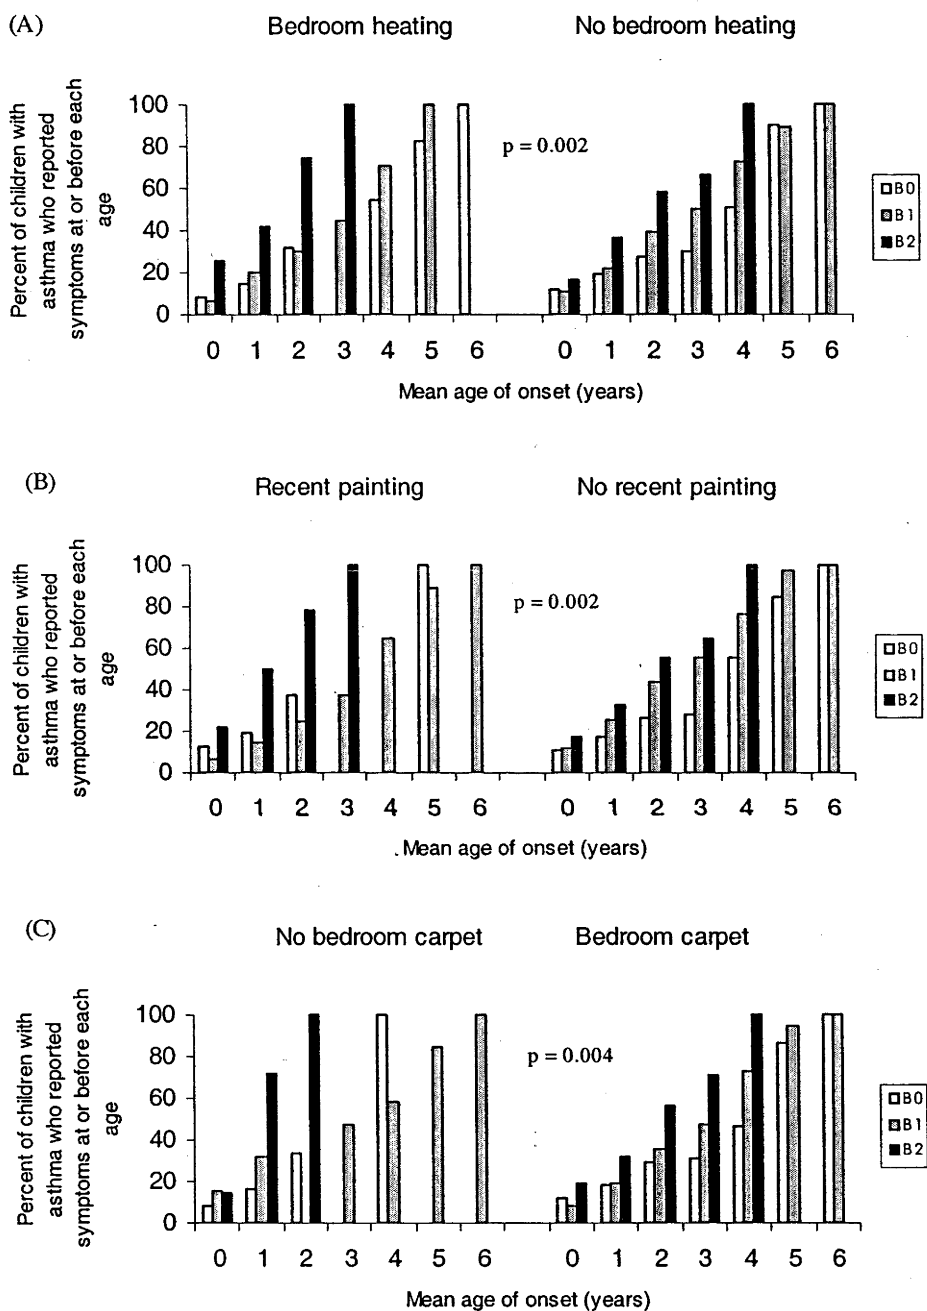 (A)
Bedroom heating No bedroom heating
Percent of children with
asthma who reported
symptoms at or before each
age
100
80
60
40
20
0
p = 0.002
B0
B1
B2
0 1 2 3 4 5 6 0 1 2 3 4 5 6
Mean age of onset (years)
(B)
Recent painting No recent painting
Percent of children with
asthma who reported
symptoms at or before each
age
100
80
60
40
20
0
p = 0.002
B0
B1
B2
0 1 2 3 4 5 6 0 1 2 3 4 5 6
Mean age of onset (years)
(C)
No bedroom carpet Bedroom carpet
Percent of children with
asthma who reported
symptoms at or before each
age
100
80
60
40
20
0
p = 0.004
B0
B1
B2
0 1 2 3 4 5 6 0 1 2 3 4 5 6
Mean age of onset (years)